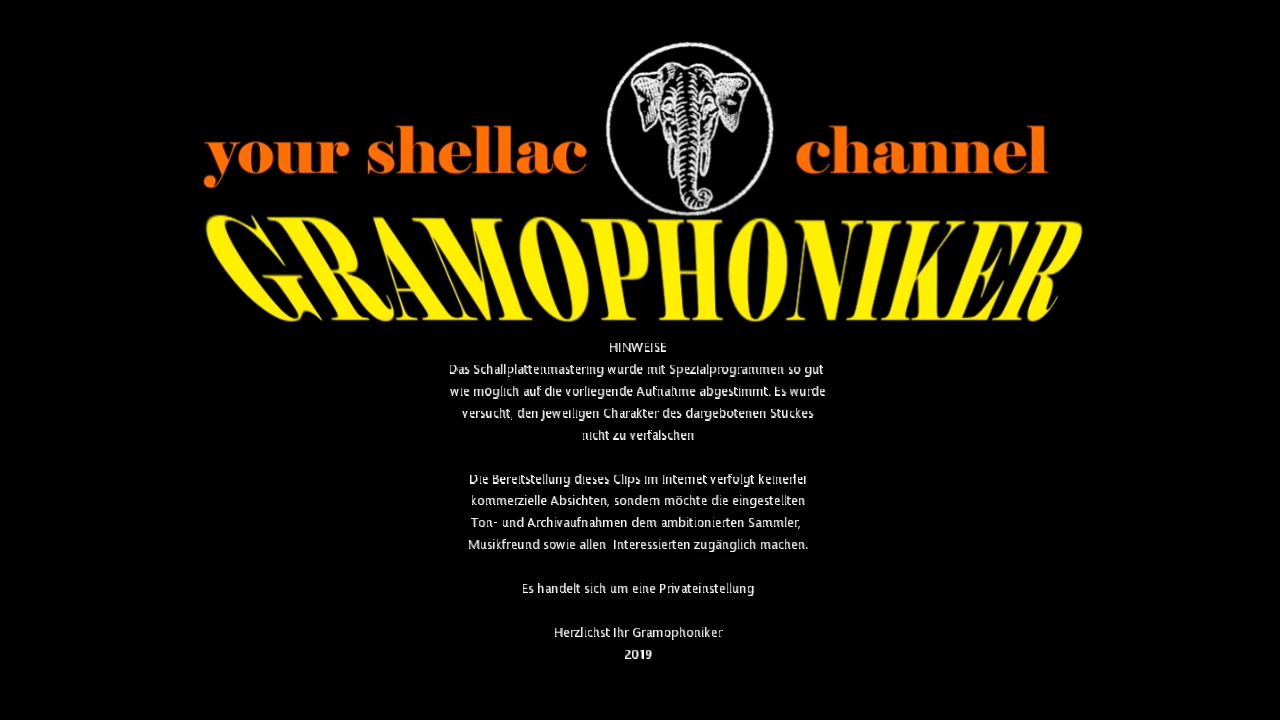 your shellac channel
GRAMOPHONIKER
HINWEISE
Das Schallplattenmastering wurde mit Spezialprogrammen so gut
wie möglich auf die vorliegende Aufnahme abgestimmt. Es wurde
versucht, den jeweiligen Charakter des dargebotenen Stückes
nicht zu verfälschen
Die Bereitstellung dieses Clips im Internet verfolgt keinerlei
kommerzielle Absichten, sondern möchte die eingestellten
Ton- und Archivaufnahmen dem ambitionierten Sammler,
Musikfreund sowie allen Interessierten zugänglich machen.
Es handelt sich um eine Privateinstellung
Herzlichst Ihr Gramophoniker
2019